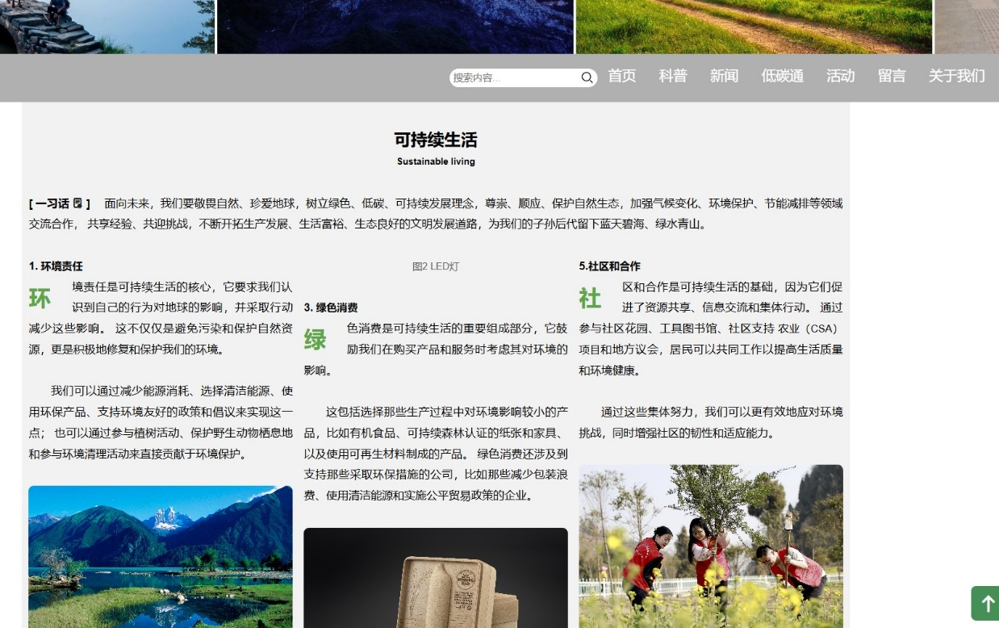 搜索内容...
首页 科普 新闻 低碳通 活动 留言 关于我们
可持续生活
Sustainable living
[ 一习话 ] 面向未来，我们要敬畏自然、珍爱地球，树立绿色、低碳、可持续发展理念，尊崇、顺应、保护自然生态，加强气候变化、环境保护、节能减排等领域
交流合作， 共享经验、共迎挑战，不断开拓生产发展、生活富裕、生态良好的文明发展道路，为我们的子孙后代留下蓝天碧海、绿水青山。
1. 环境责任
环境责任是可持续生活的核心，它要求我们认
识到自己的行为对地球的影响，并采取行动
减少这些影响。 这不仅仅是避免污染和保护自然资
源，更是积极地修复和保护我们的环境。
我们可以通过减少能源消耗、选择清洁能源、使
用环保产品、支持环境友好的政策和倡议来实现这一
点； 也可以通过参与植树活动、保护野生动物栖息地
和参与环境清理活动来直接贡献于环境保护。
图2 LED灯
3. 绿色消费
绿色消费是可持续生活的重要组成部分，它鼓
励我们在购买产品和服务时考虑其对环境的
影响。
这包括选择那些生产过程中对环境影响较小的产
品，比如有机食品、可持续森林认证的纸张和家具、
以及使用可再生材料制成的产品。 绿色消费还涉及到
支持那些采取环保措施的公司，比如那些减少包装浪
费、使用清洁能源和实施公平贸易政策的企业。
5.社区和合作
社区和合作是可持续生活的基础，因为它们促
进了资源共享、信息交流和集体行动。 通过
参与社区花园、工具图书馆、社区支持 农业（CSA）
项目和地方议会，居民可以共同工作以提高生活质量
和环境健康。
通过这些集体努力，我们可以更有效地应对环境
挑战，同时增强社区的韧性和适应能力。